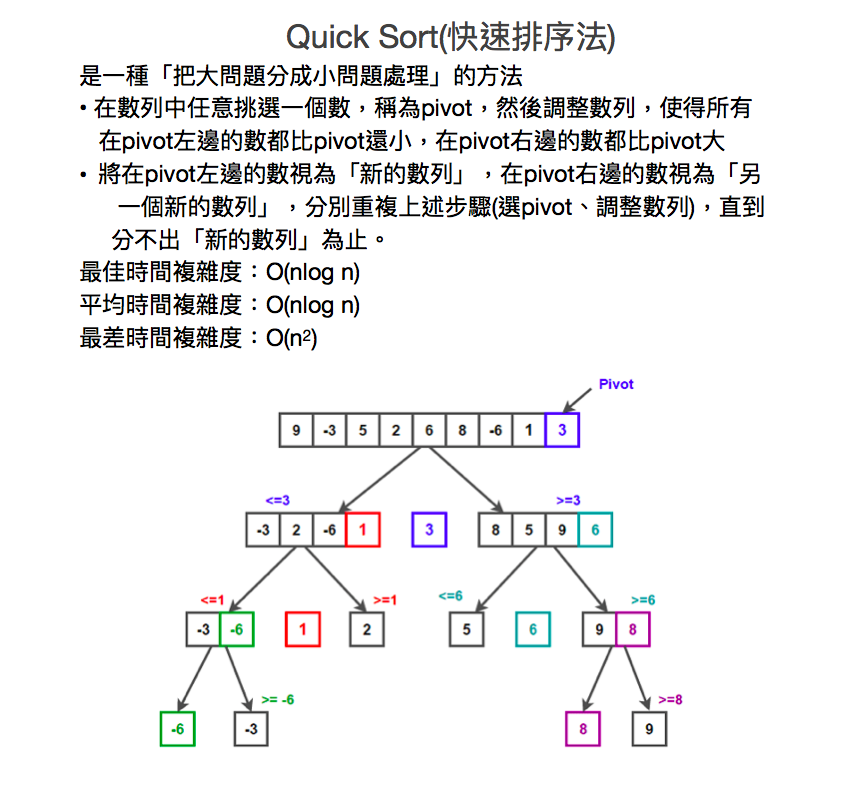 Quick Sort(快速排序法)
是一種「把大問題分成小問題處理」的方法
• 在數列中任意挑選一個數，稱為pivot，然後調整數列，使得所有
在pivot左邊的數都比pivot還小，在pivot右邊的數都比pivot大
• 將在pivot左邊的數視為「新的數列」，在pivot右邊的數視為「另
一個新的數列」，分別重複上述步驟(選pivot、調整數列)，直到
分不出「新的數列」為止。
最佳時間複雜度：O(nlog n)
平均時間複雜度：O(nlog n)
最差時間複雜度：O(n²)
Pivot
9 -3 5 2 6 8 -6 1 3
<=3 >=3
-3 2 -6 1 3 8 5 9 6
<=1 >=1 <=6 >=6
-3 -6 1 2 5 6 9 8
>= -6 >=8
-6 -3 8 9